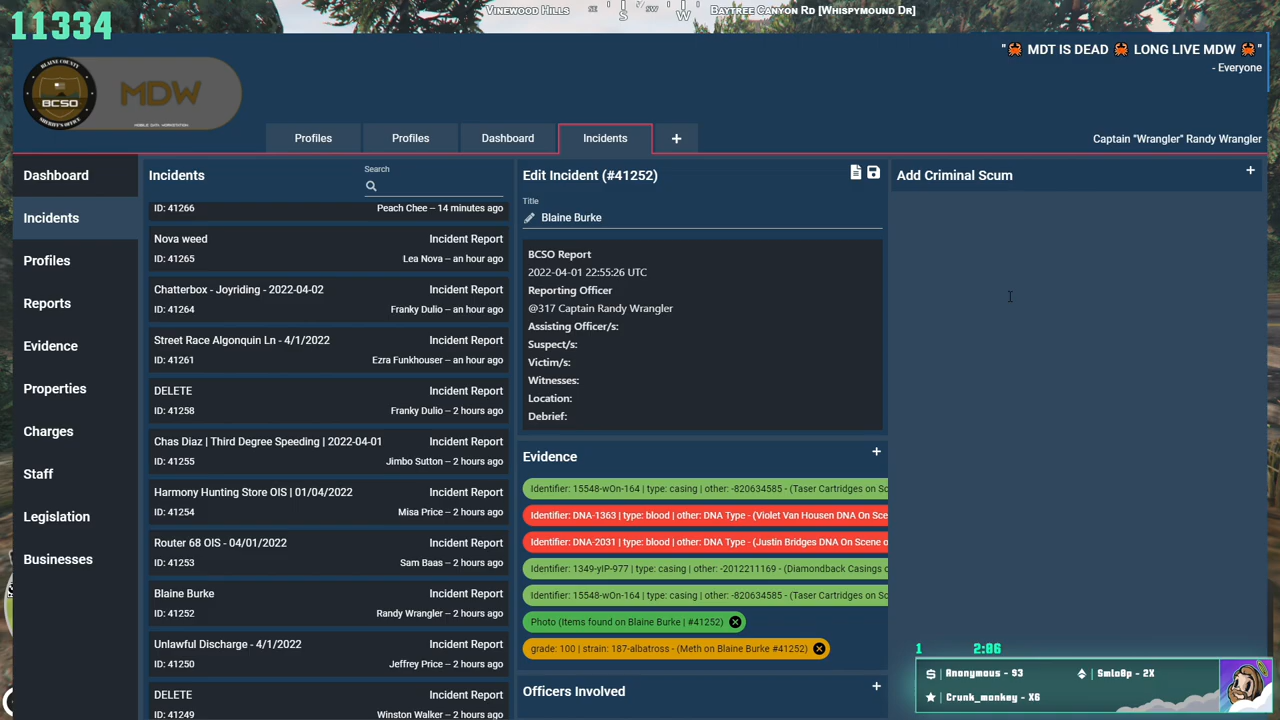 11334
Vinewood Hills
SE
S
SW
W
Baytree Canyon Rd [Whispymound Dr]
" 🦀 MDT IS DEAD 🦀 LONG LIVE MDW 🦀 "
- Everyone
BLAINE COUNTY
BCSO
SHERIFF'S OFFICE
MDW
MOBILE DATA WORKSTATION
Profiles
Profiles
Dashboard
Incidents
+
Captain "Wrangler" Randy Wrangler
Dashboard
Incidents
Profiles
Reports
Evidence
Properties
Charges
Staff
Legislation
Businesses
Incidents
Search
ID: 41266 Peach Chee – 14 minutes ago
Nova weed Incident Report
ID: 41265 Lea Nova – an hour ago
Chatterbox - Joyriding - 2022-04-02 Incident Report
ID: 41264 Franky Dulio – an hour ago
Street Race Algonquin Ln - 4/1/2022 Incident Report
ID: 41261 Ezra Funkhouser – an hour ago
DELETE Incident Report
ID: 41258 Franky Dulio – 2 hours ago
Chas Diaz | Third Degree Speeding | 2022-04-01 Incident Report
ID: 41255 Jimbo Sutton – 2 hours ago
Harmony Hunting Store OIS | 01/04/2022 Incident Report
ID: 41254 Misa Price – 2 hours ago
Router 68 OIS - 04/01/2022 Incident Report
ID: 41253 Sam Baas – 2 hours ago
Blaine Burke Incident Report
ID: 41252 Randy Wrangler – 2 hours ago
Unlawful Discharge - 4/1/2022 Incident Report
ID: 41250 Jeffrey Price – 2 hours ago
DELETE Incident Report
ID: 41249 Winston Walker – 2 hours ago
Edit Incident (#41252)
Title
Blaine Burke
BCSO Report
2022-04-01 22:55:26 UTC
Reporting Officer
@317 Captain Randy Wrangler
Assisting Officer/s:
Suspect/s:
Victim/s:
Witnesses:
Location:
Debrief:
Evidence +
Identifier: 15548-wOn-164 | type: casing | other: -820634585 - (Taser Cartridges on Sc
Identifier: DNA-1363 | type: blood | other: DNA Type - (Violet Van Housen DNA On Sce
Identifier: DNA-2031 | type: blood | other: DNA Type - (Justin Bridges DNA On Scene o
Identifier: 1349-yIP-977 | type: casing | other: -2012211169 - (Diamondback Casings o
Identifier: 15548-wOn-164 | type: casing | other: -820634585 - (Taser Cartridges on Sc
Photo (Items found on Blaine Burke | #41252)
grade: 100 | strain: 187-albatross - (Meth on Blaine Burke #41252)
Officers Involved +
Add Criminal Scum +
1 2:06
$ | Anonymous - 93
| Smlo8p - 2X
★ | Crunk_monkey - X6